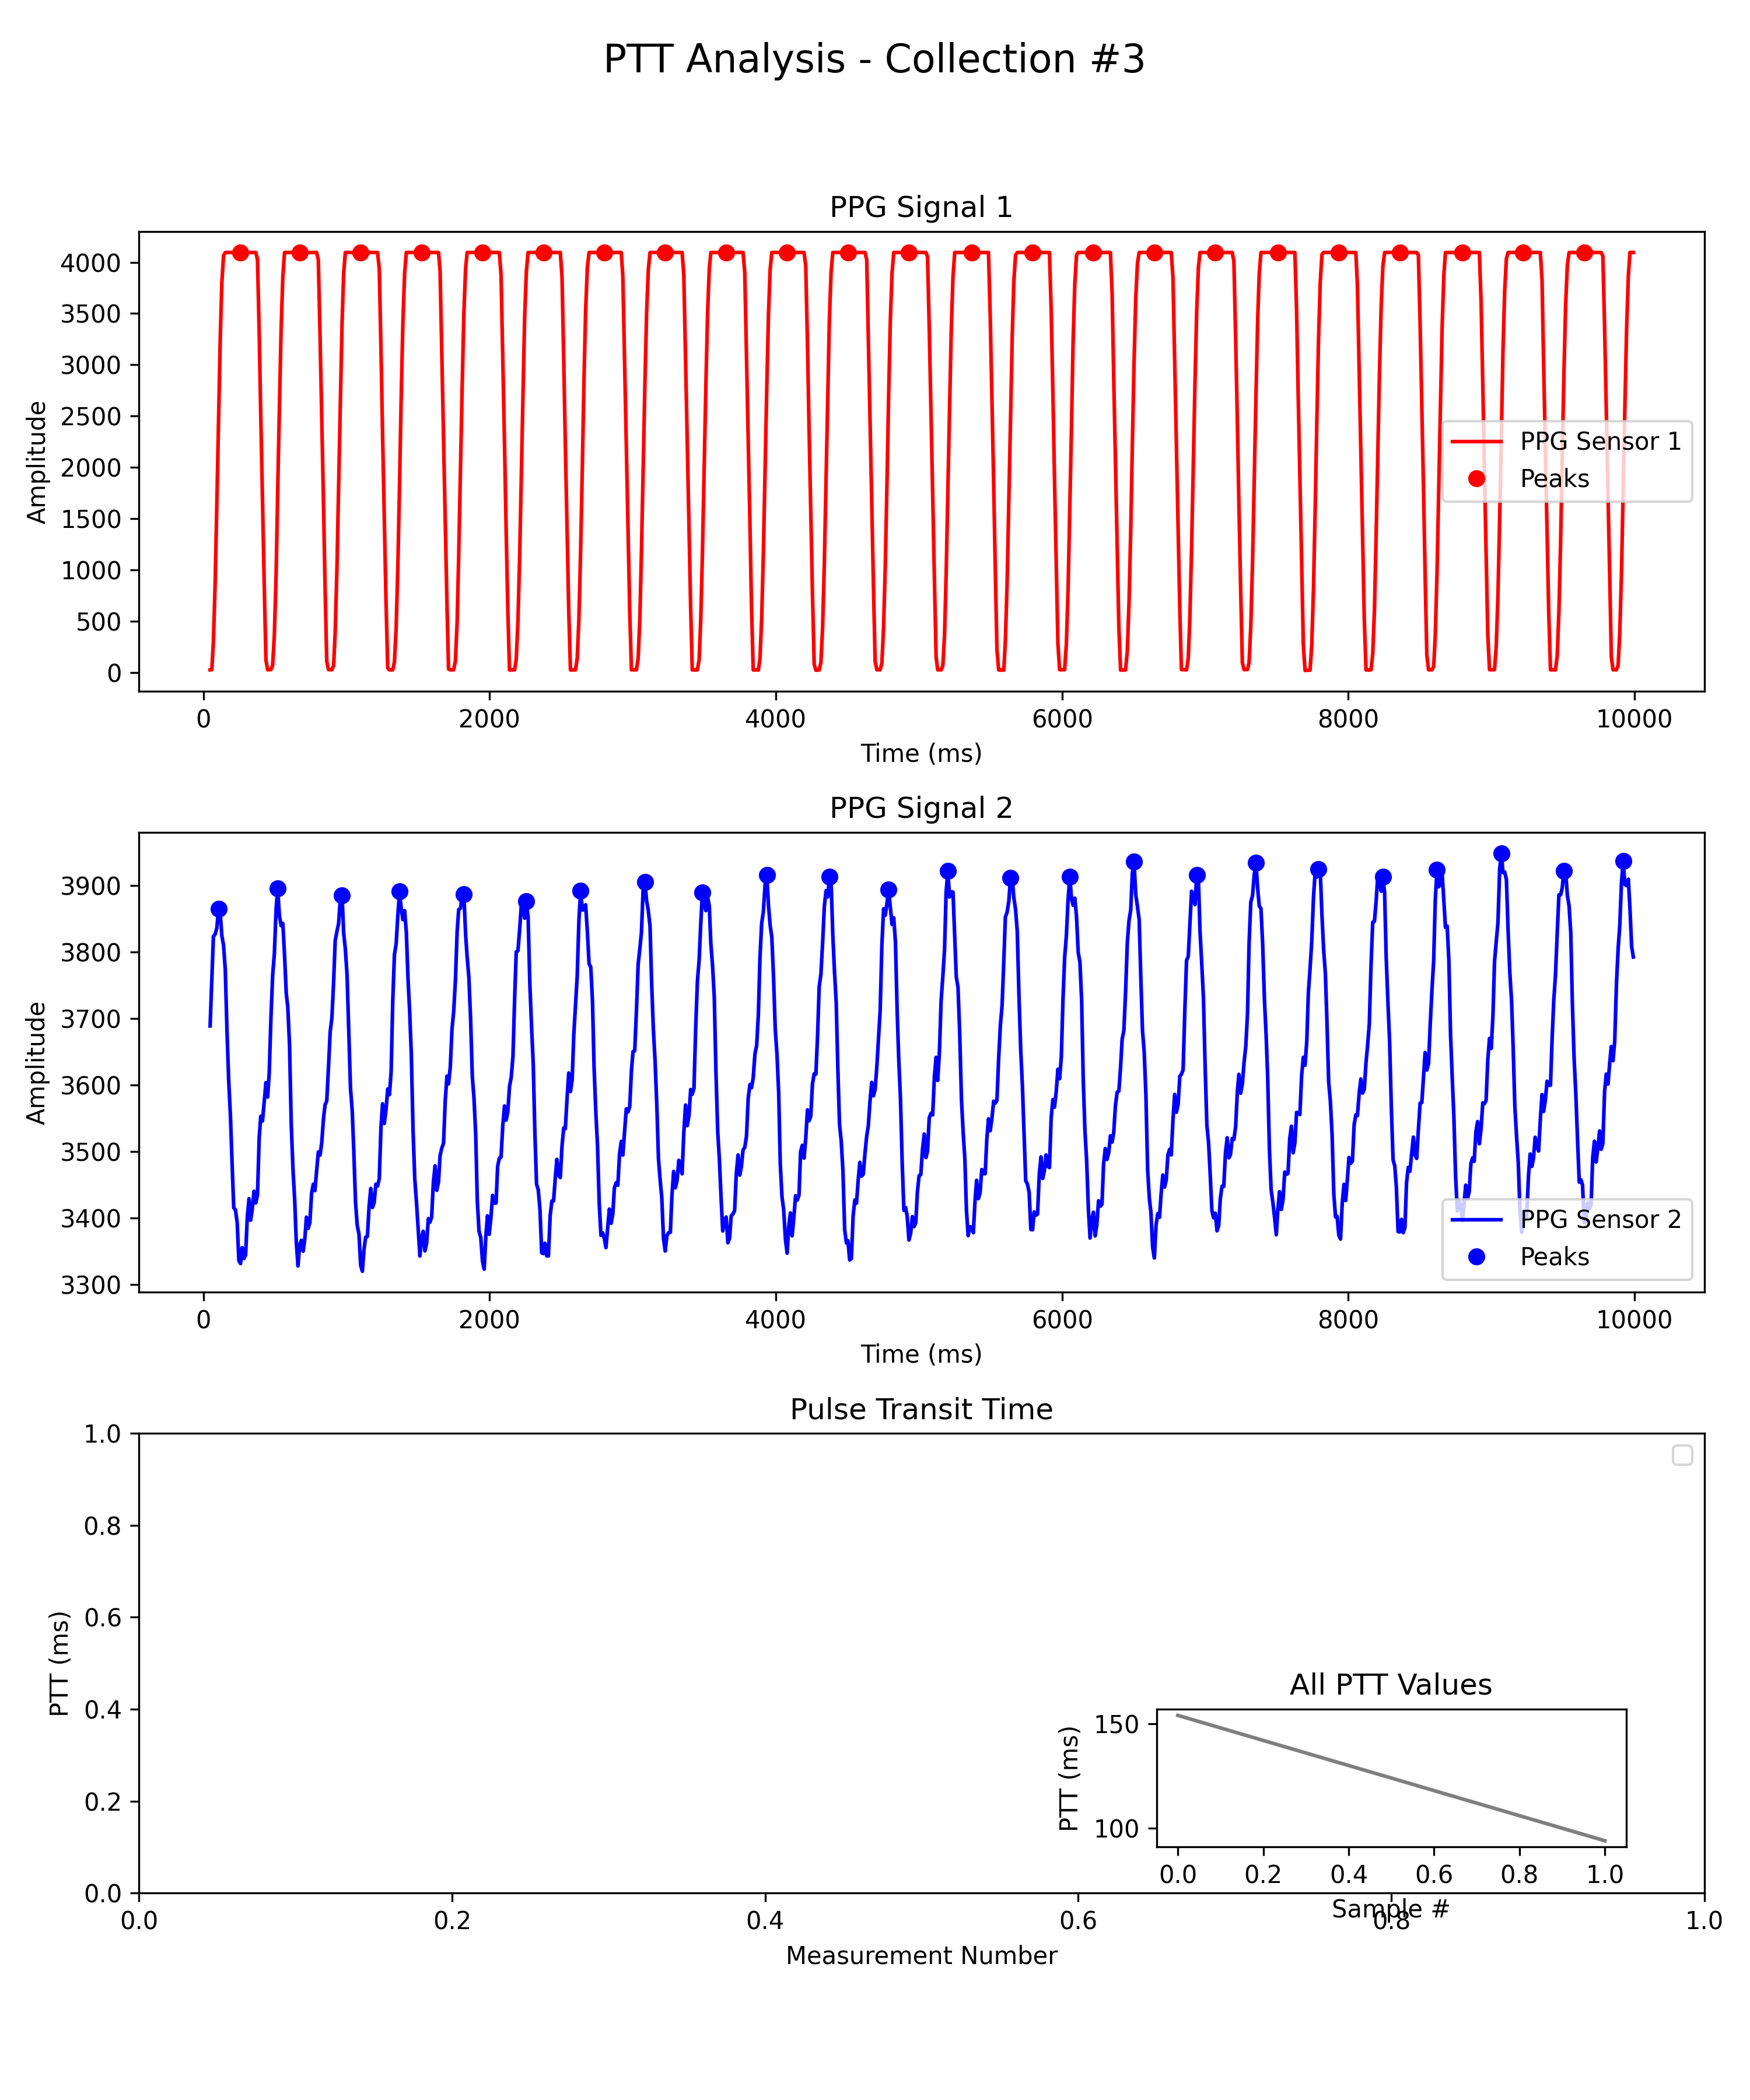 PTT Analysis - Collection #3
PPG Signal 1
Amplitude
4000
3500
3000
2500
2000
1500
1000
500
0
PPG Sensor 1
Peaks
0 2000 4000 6000 8000 10000
Time (ms)
PPG Signal 2
Amplitude
3900
3800
3700
3600
3500
3400
3300
PPG Sensor 2
Peaks
0 2000 4000 6000 8000 10000
Time (ms)
Pulse Transit Time
PTT (ms)
1.0
0.8
0.6
0.4
0.2
0.0
All PTT Values
PTT (ms)
150
100
0.0 0.2 0.4 0.6 0.8 1.0
Sample #
0.0 0.2 0.4 0.6 0.8 1.0
Measurement Number